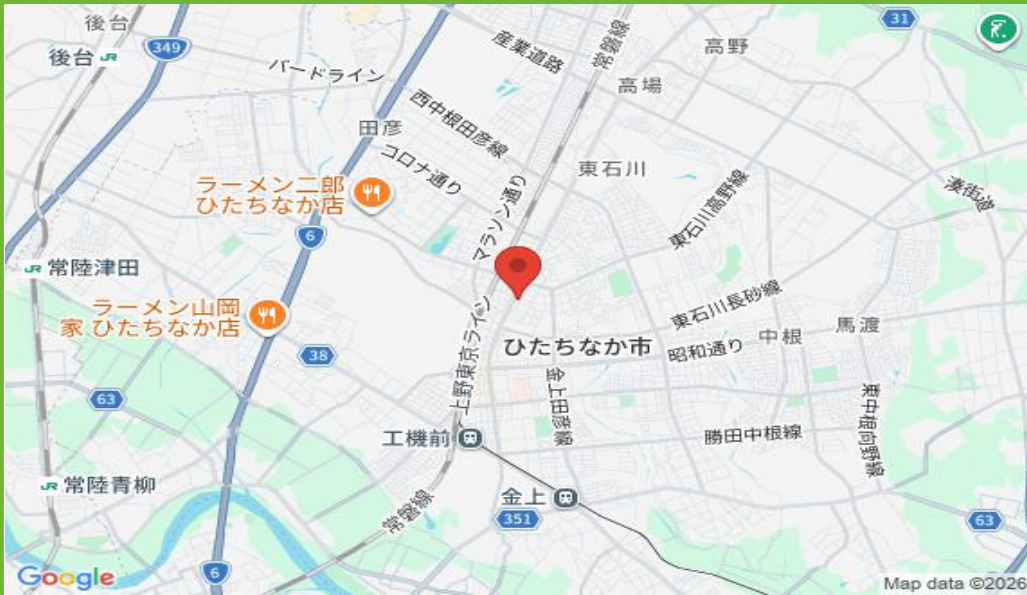 後台
後台 JR
349
バードライン
産業道路
常磐線
高野
31
高場
西中根田彦線
田彦
コロナ通り
東石川
ラーメン二郎
ひたちなか店
マラソン通り
東石川高野線
湊街道
6
JR 常陸津田
ラーメン山岡
家 ひたちなか店
38
上野東京ライン
東石川長砂線
ひたちなか市
昭和通り
中根
馬渡
63
金上田彦線
東中根向野線
工機前
勝田中根線
JR 常陸青柳
金上
常磐線
351
63
6
Google
Map data ©2026